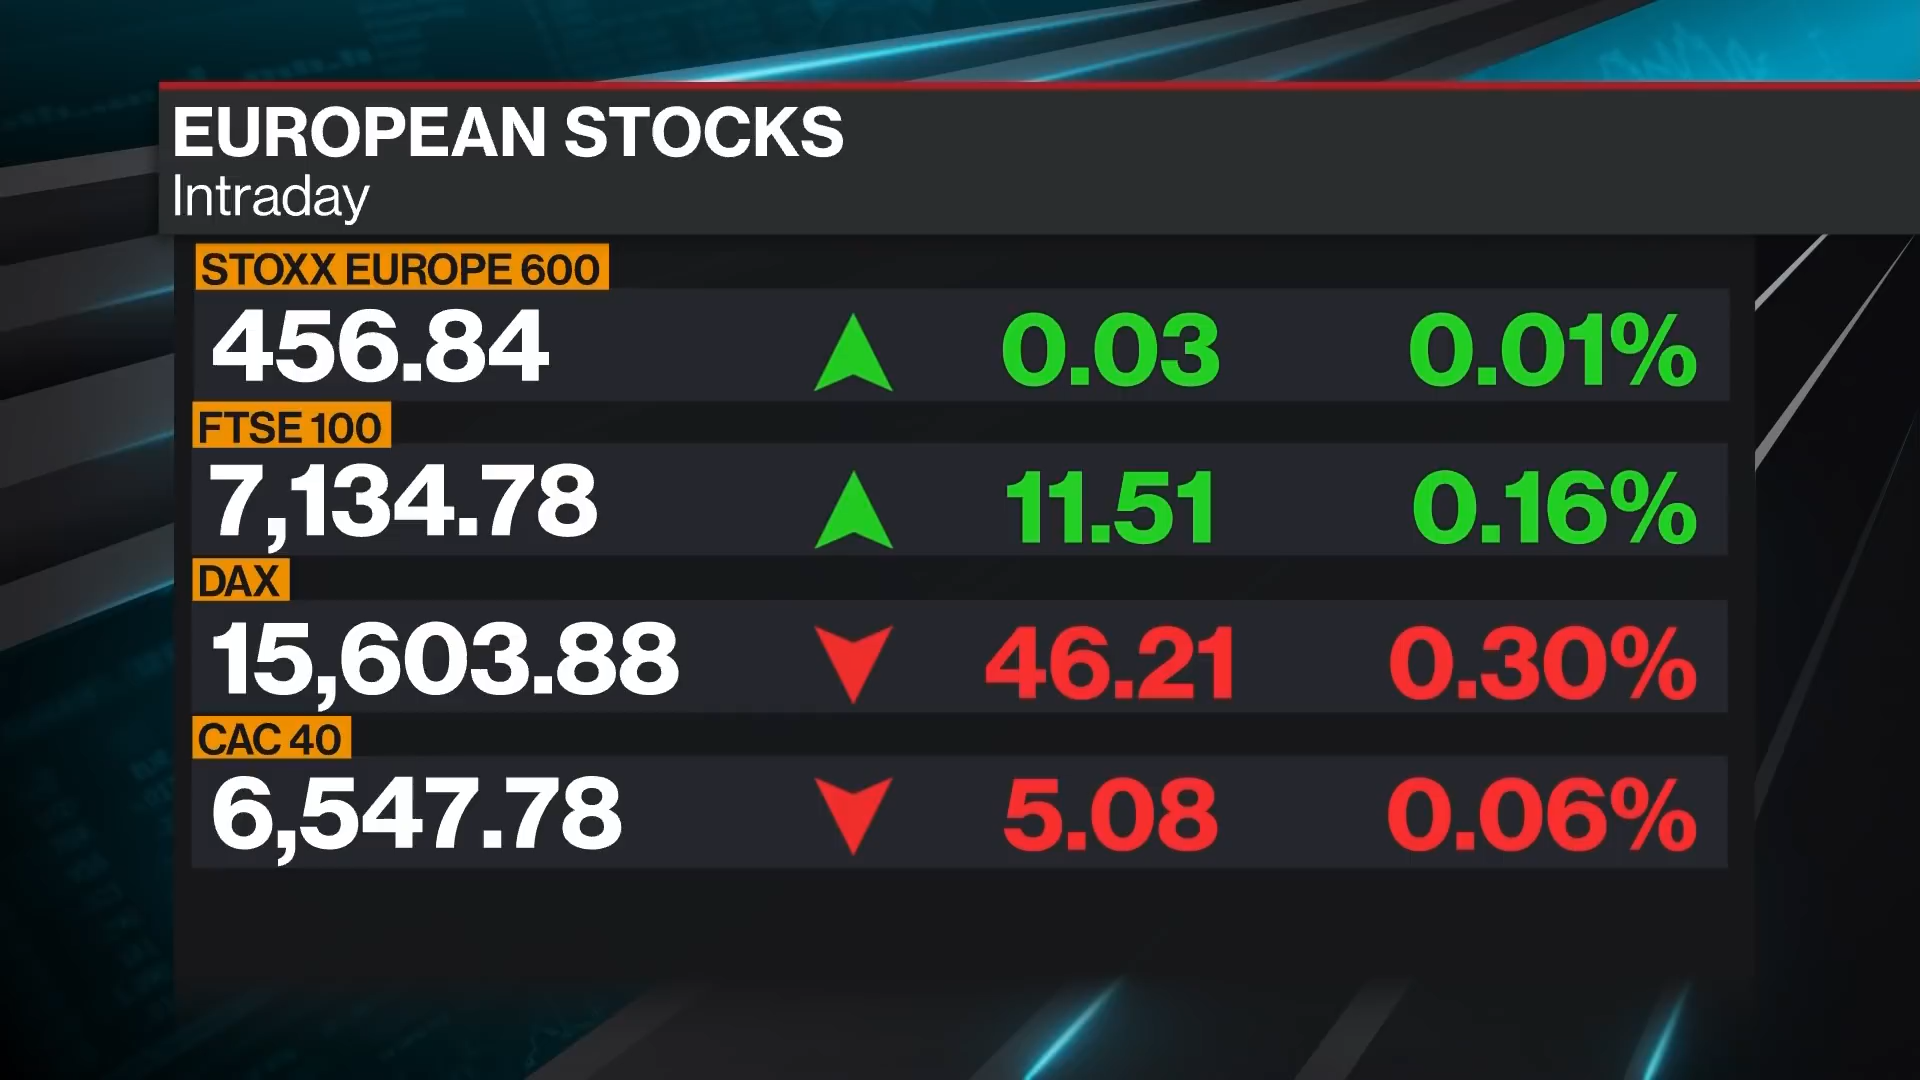 EUROPEAN STOCKS
Intraday
STOXX EUROPE 600
456.84 ▲ 0.03 0.01%
FTSE 100
7,134.78 ▲ 11.51 0.16%
DAX
15,603.88 ▼ 46.21 0.30%
CAC 40
6,547.78 ▼ 5.08 0.06%